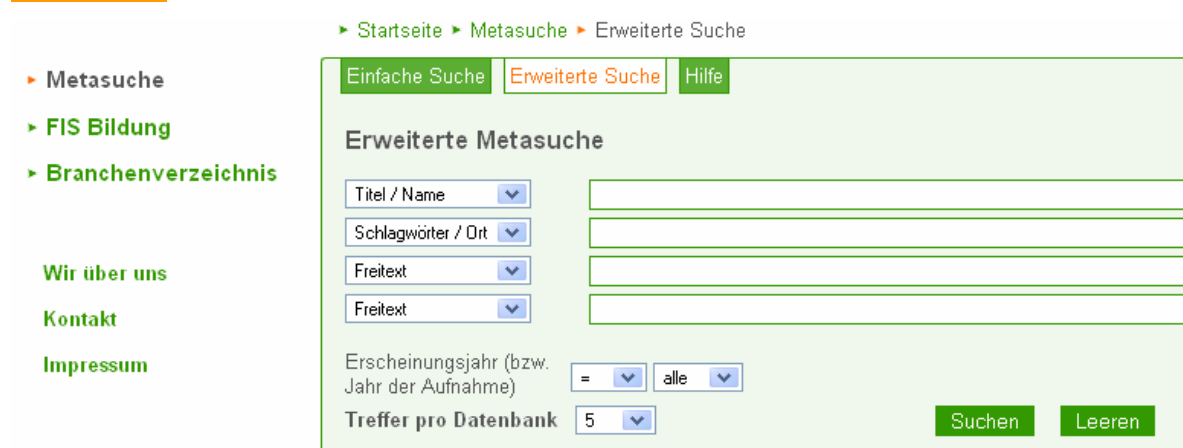 Startseite Metasuche Erweiterte Suche
Metasuche
FIS Bildung
Branchenverzeichnis
Wir über uns
Kontakt
Impressum
Einfache Suche Erweiterte Suche Hilfe
Erweiterte Metasuche
Titel / Name
Schlagwörter / Ort
Freitext
Freitext
Erscheinungsjahr (bzw.
Jahr der Aufnahme) = alle
Treffer pro Datenbank 5
Suchen Leeren